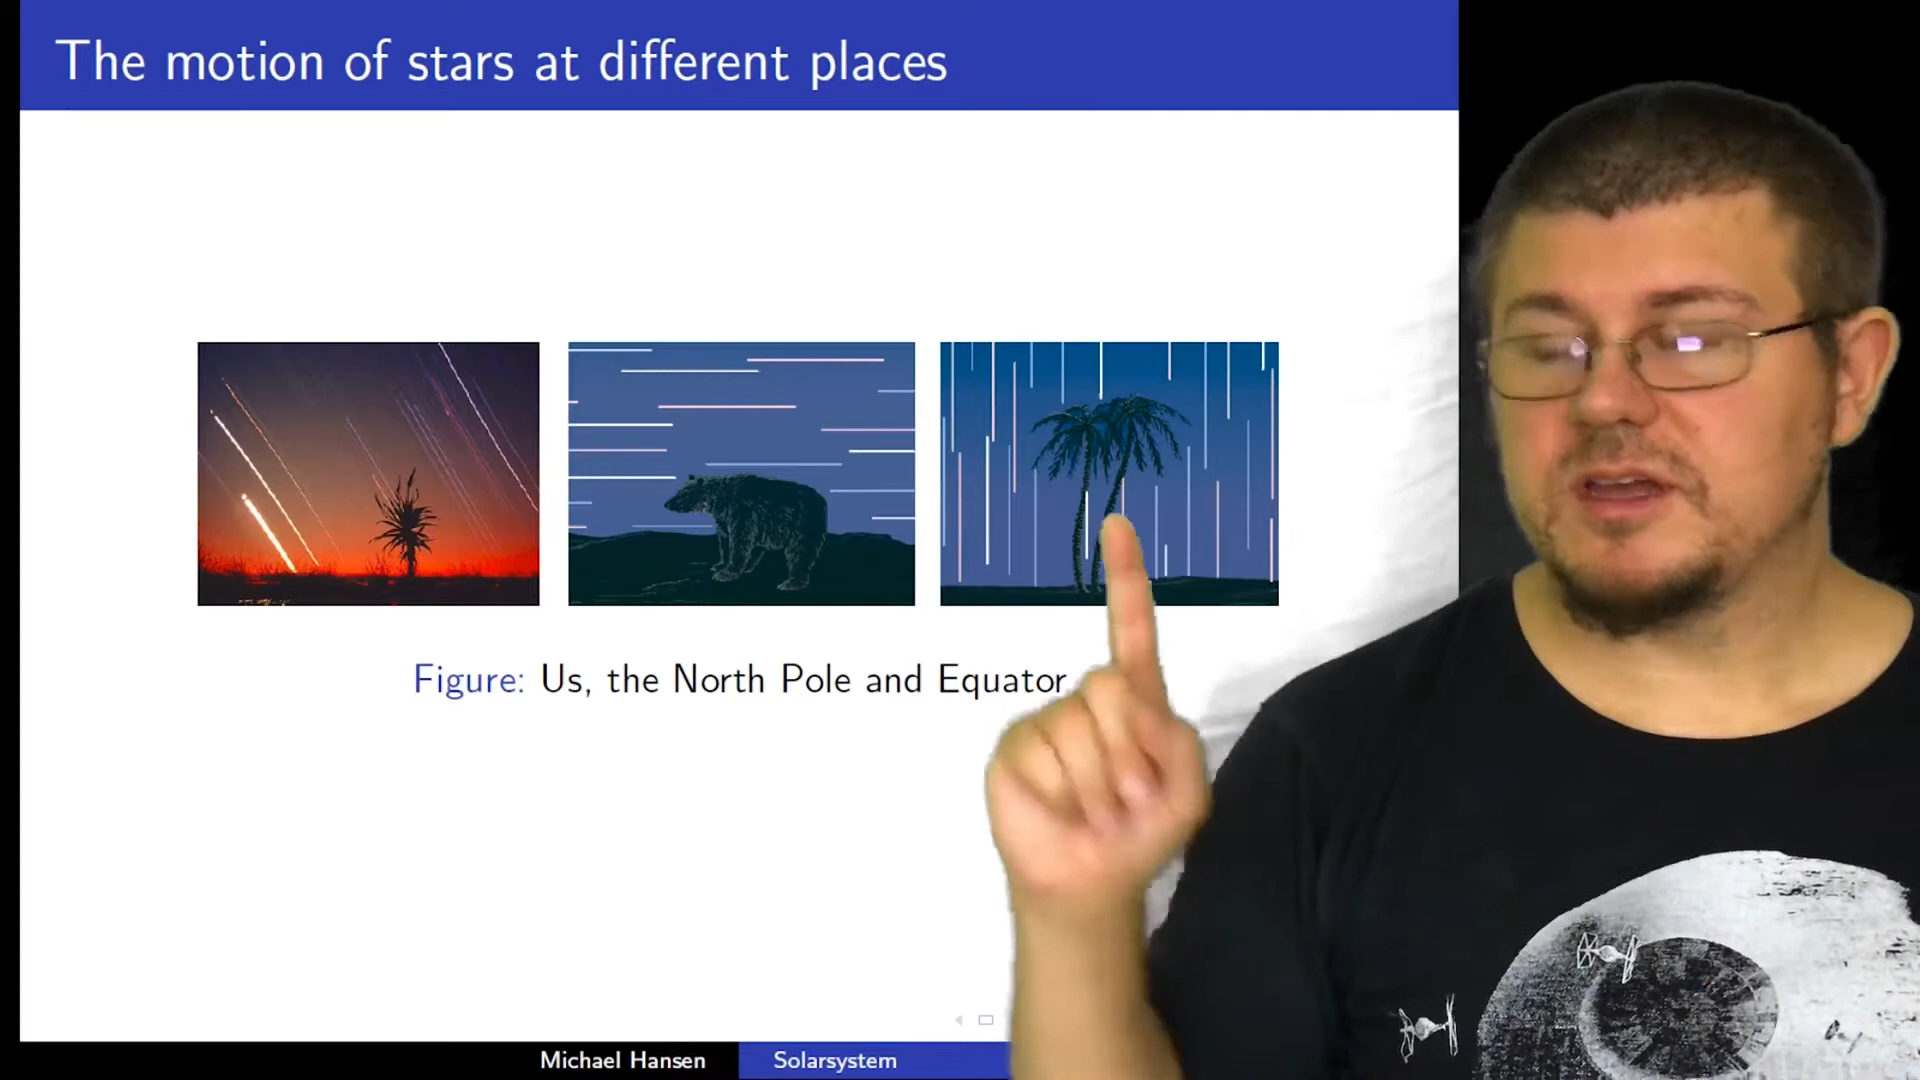 The motion of stars at different places
Figure: Us, the North Pole and Equator
Michael Hansen
Solarsystem